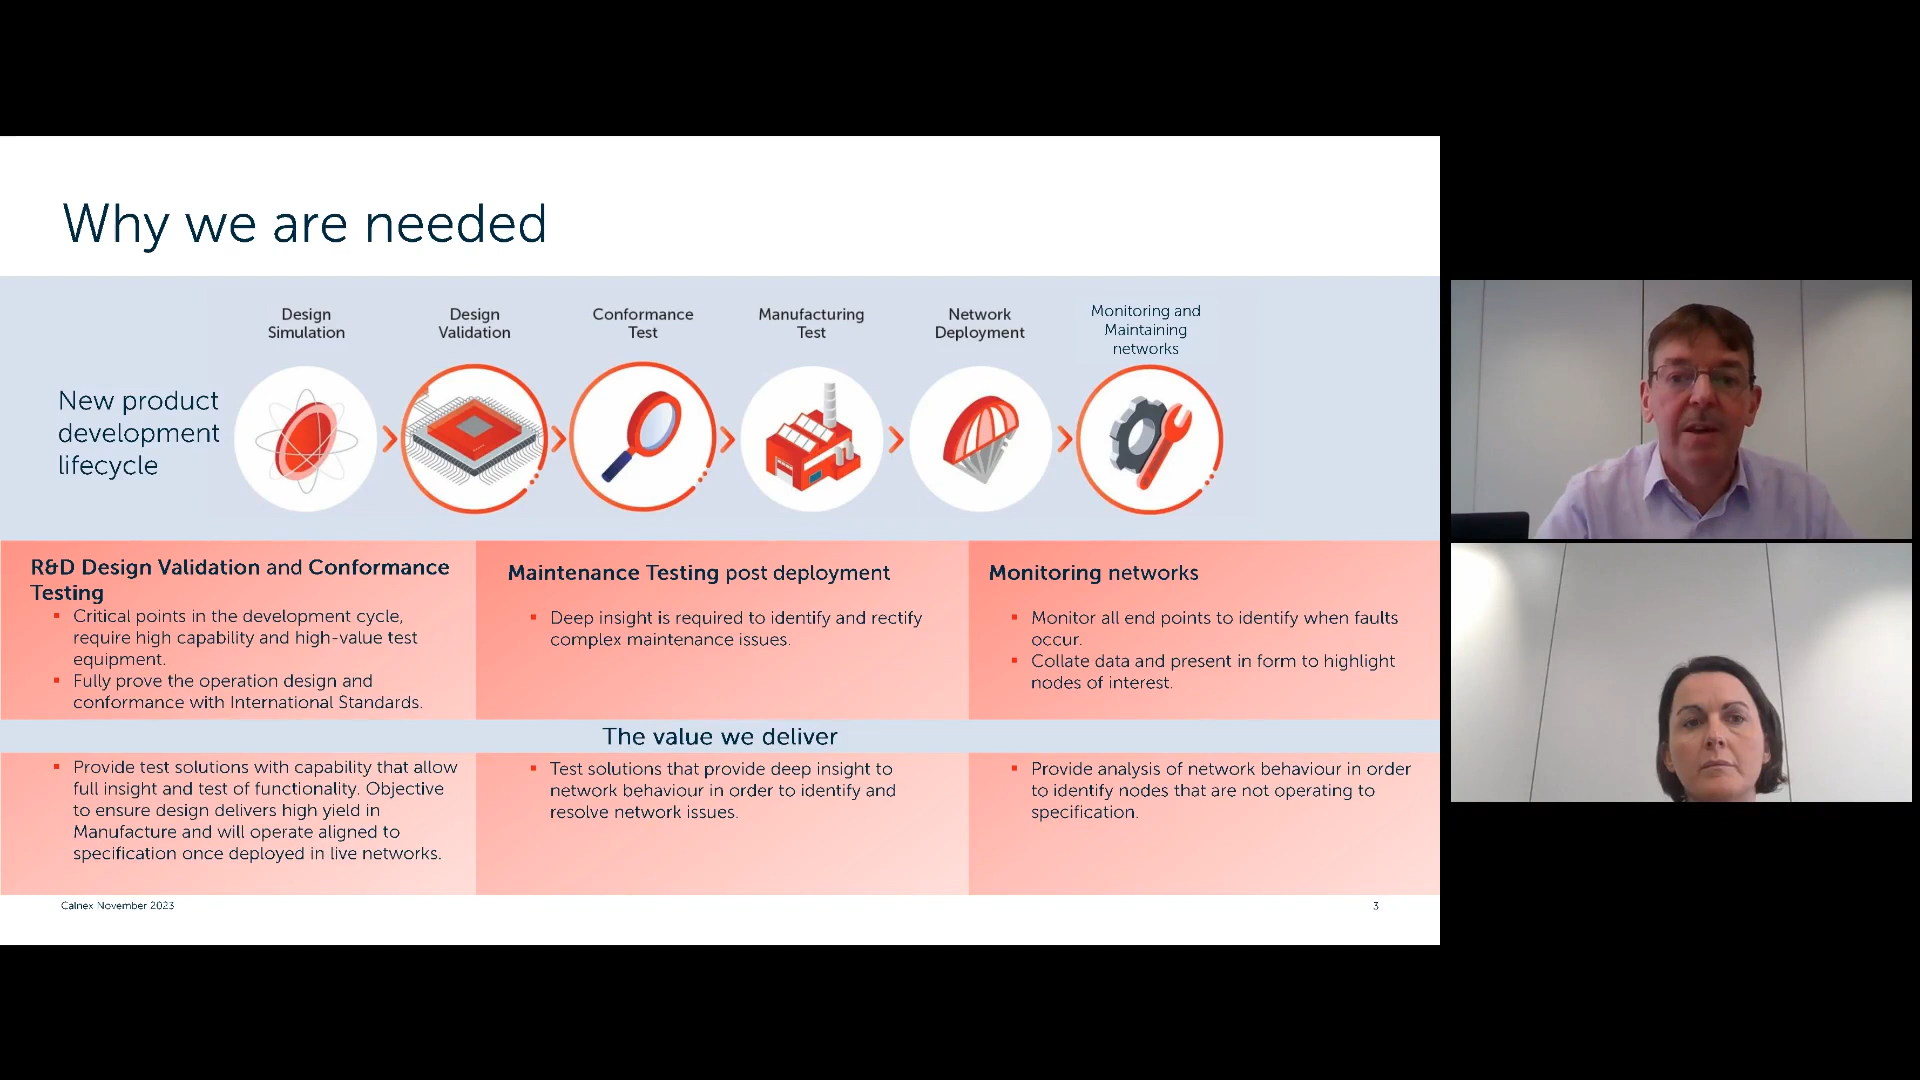 Why we are needed
Design
Simulation
Design
Validation
Conformance
Test
Manufacturing
Test
Network
Deployment
Monitoring and
Maintaining
networks
New product
development
lifecycle
R&D Design Validation and Conformance
Testing
Critical points in the development cycle,
require high capability and high-value test
equipment.
Fully prove the operation design and
conformance with International Standards.
Maintenance Testing post deployment
Deep insight is required to identify and rectify
complex maintenance issues.
Monitoring networks
Monitor all end points to identify when faults
occur.
Collate data and present in form to highlight
nodes of interest.
The value we deliver
Provide test solutions with capability that allow
full insight and test of functionality. Objective
to ensure design delivers high yield in
Manufacture and will operate aligned to
specification once deployed in live networks.
Test solutions that provide deep insight to
network behaviour in order to identify and
resolve network issues.
Provide analysis of network behaviour in order
to identify nodes that are not operating to
specification.
Calnex November 2023
3